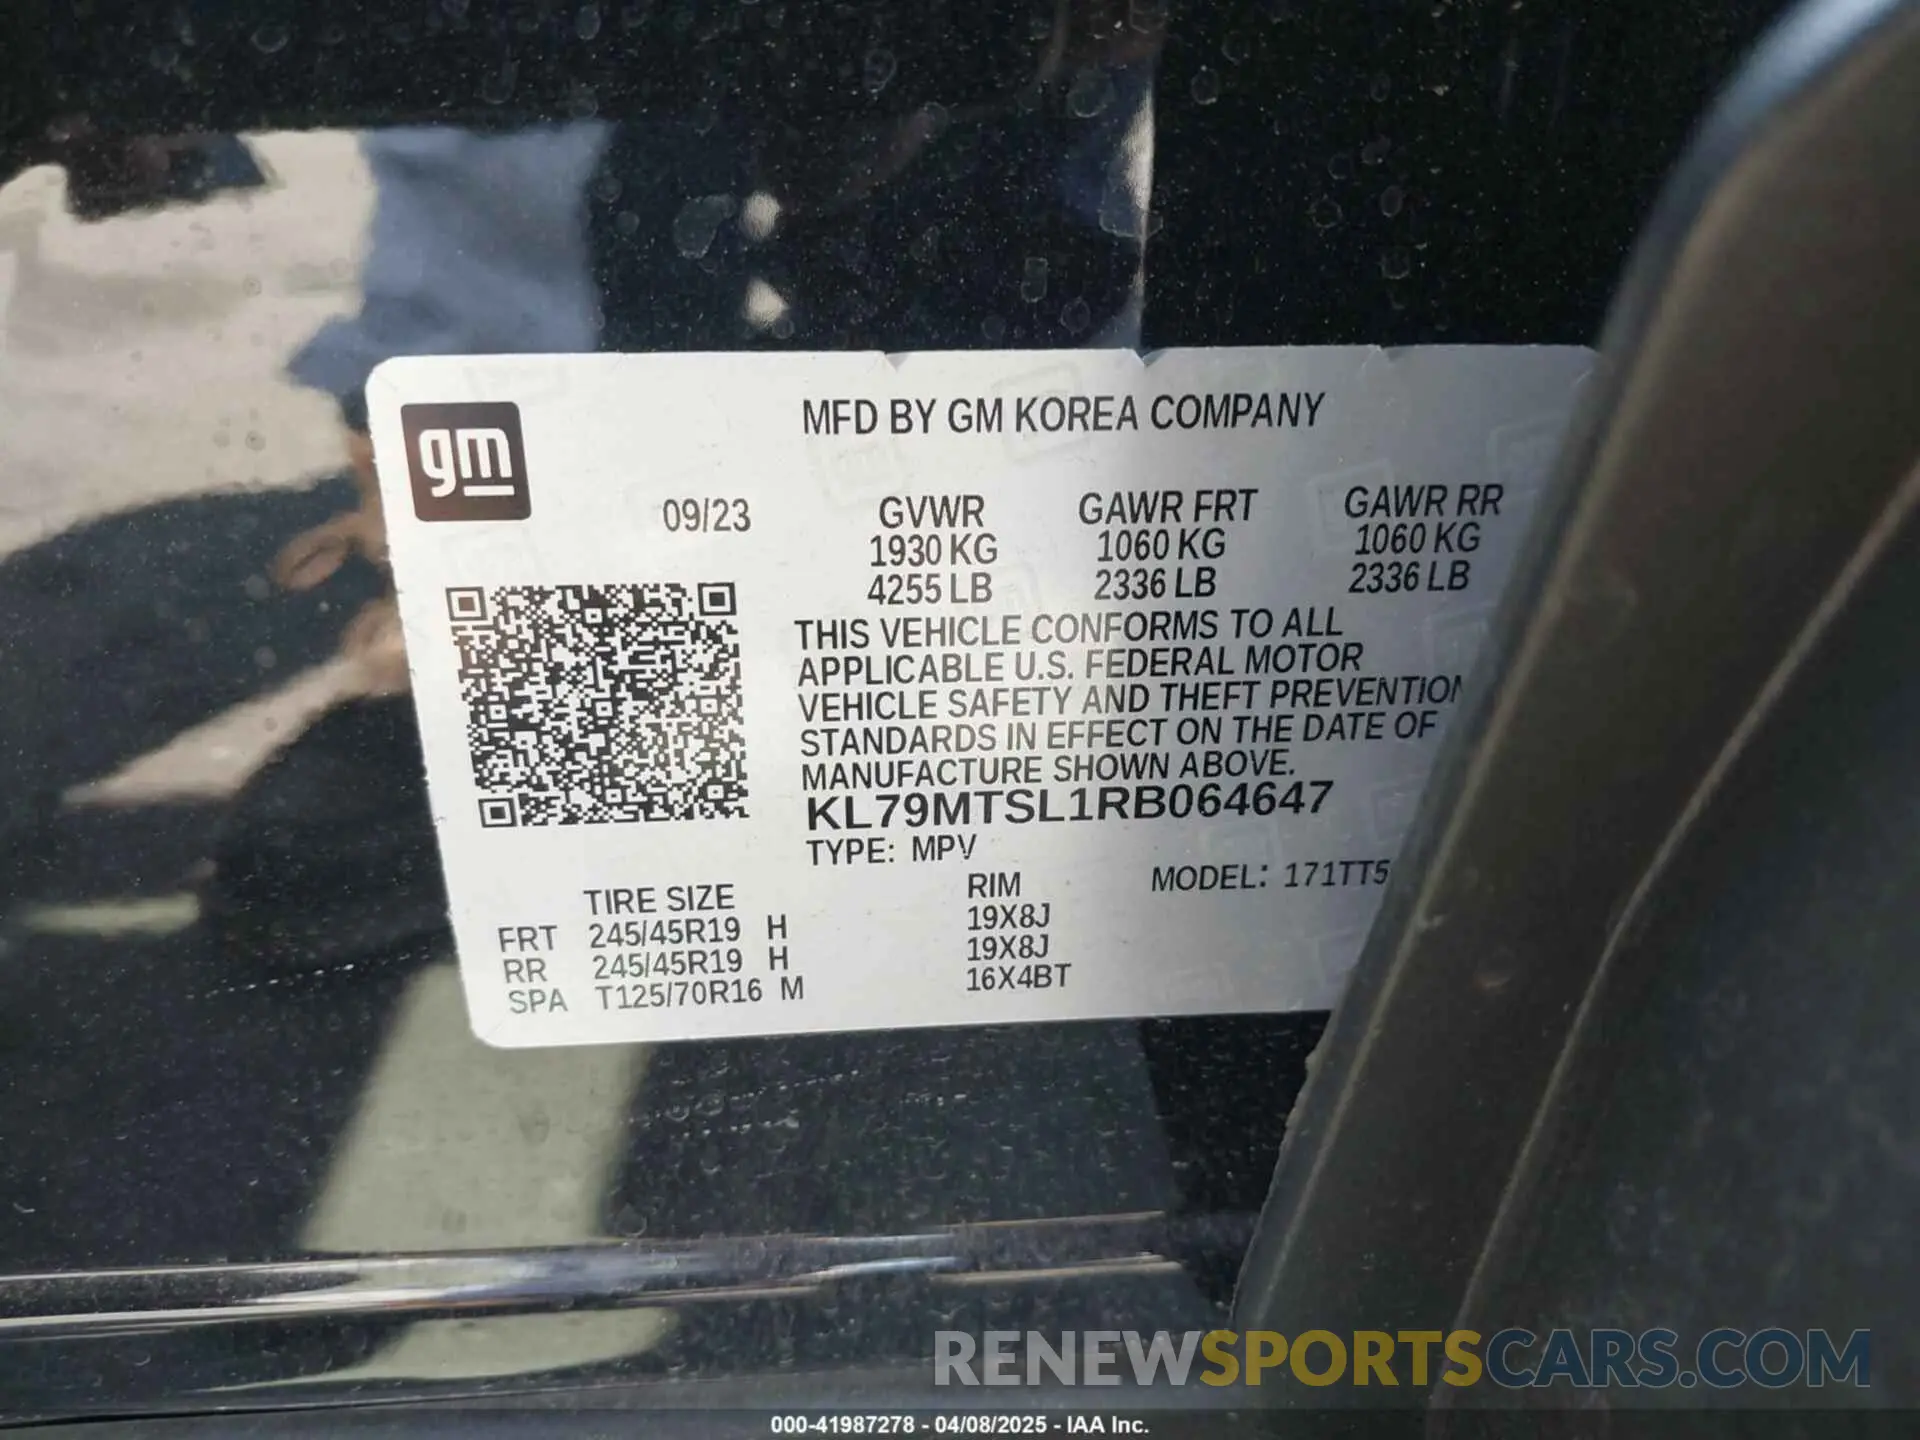 gm
MFD BY GM KOREA COMPANY
09/23 GVWR GAWR FRT GAWR RR
1930 KG 1060 KG 1060 KG
4255 LB 2336 LB 2336 LB
THIS VEHICLE CONFORMS TO ALL
APPLICABLE U.S. FEDERAL MOTOR
VEHICLE SAFETY AND THEFT PREVENTION
STANDARDS IN EFFECT ON THE DATE OF
MANUFACTURE SHOWN ABOVE.
KL79MTSL1RB064647
TYPE: MPV
MODEL: 171TT5
TIRE SIZE RIM
FRT 245/45R19 H 19X8J
RR 245/45R19 H 19X8J
SPA T125/70R16 M 16X4BT
RENEWSPORTSCARS.COM
000-41987278 - 04/08/2025 - IAA Inc.